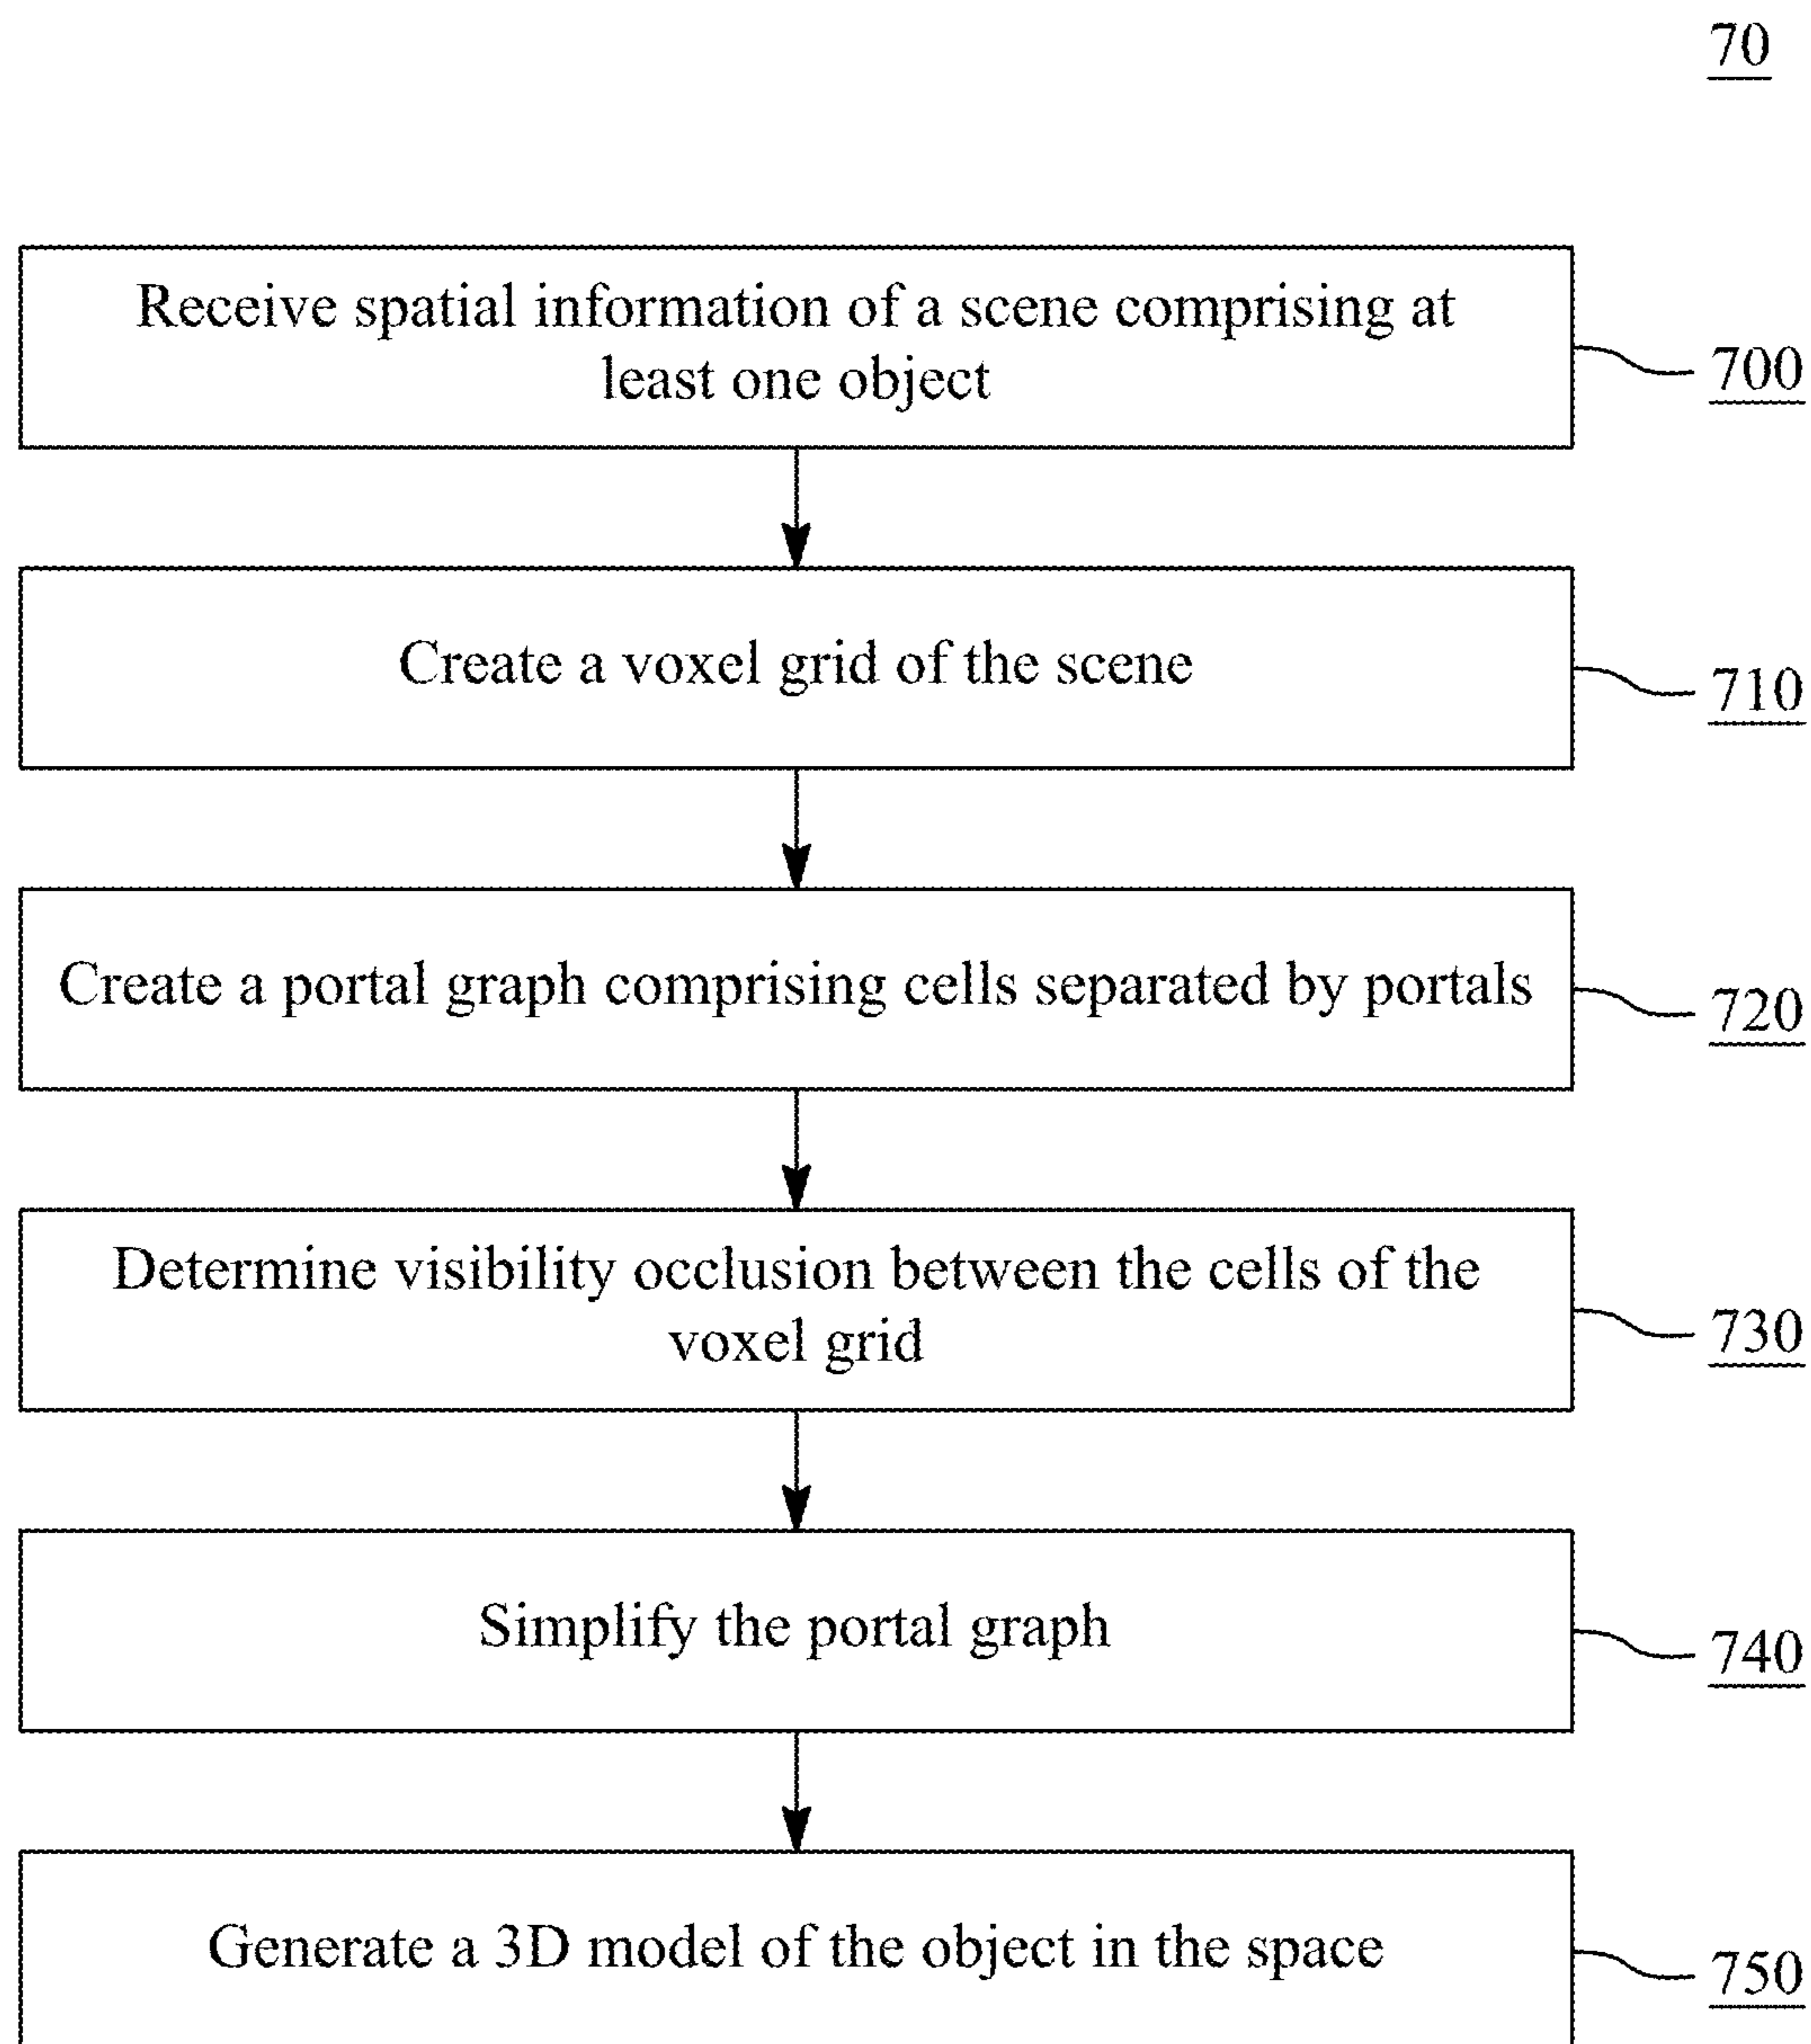 70
Receive spatial information of a scene comprising at
least one object
700
Create a voxel grid of the scene
710
Create a portal graph comprising cells separated by portals
720
Determine visibility occlusion between the cells of the
voxel grid
730
Simplify the portal graph
740
Generate a 3D model of the object in the space
750